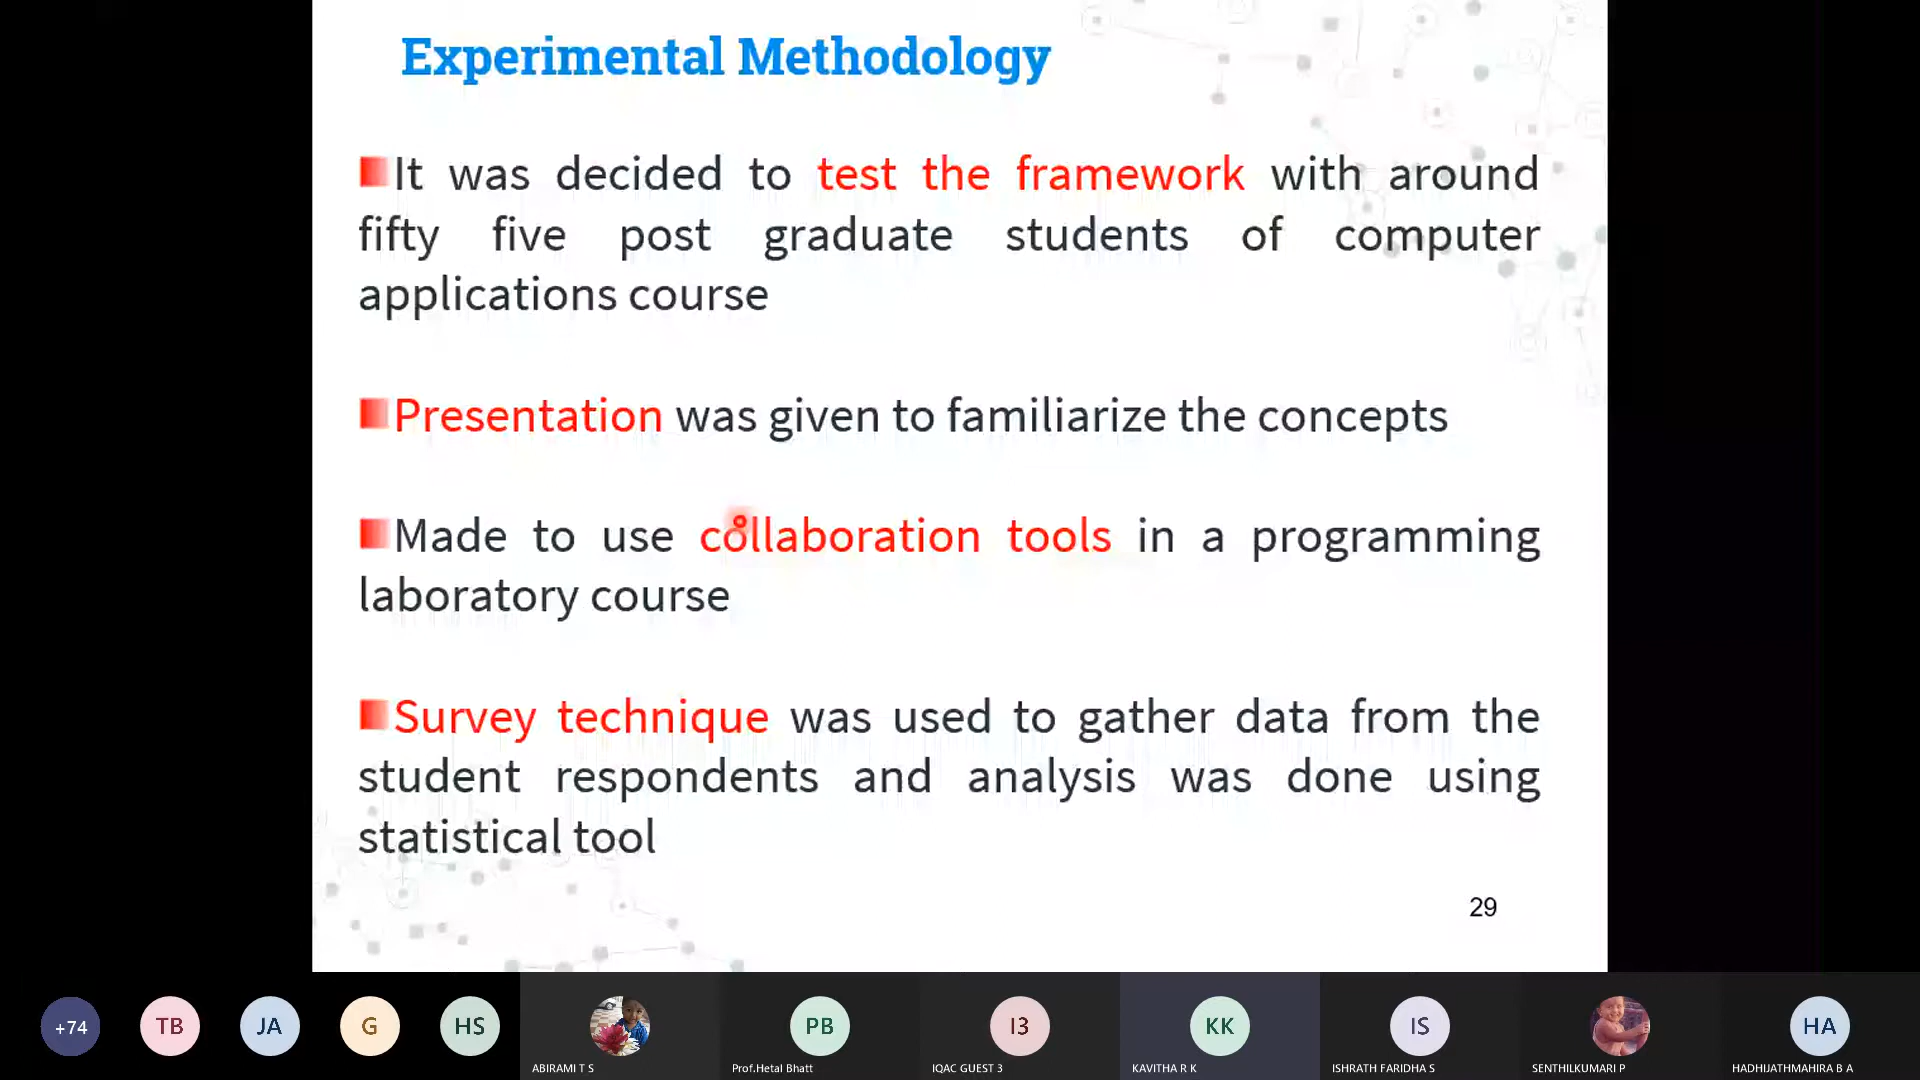 Experimental Methodology
It was decided to test the framework with around
fifty five post graduate students of computer
applications course
Presentation was given to familiarize the concepts
Made to use collaboration tools in a programming
laboratory course
Survey technique was used to gather data from the
student respondents and analysis was done using
statistical tool
29
+74 TB JA G HS PB I3 KK IS HA
ABIRAMI T S Prof.Hetal Bhatt IQAC GUEST 3 KAVITHA R K ISHRATH FARIDHA S SENTHILKUMARI P HADHIJATHMAHIRA B A